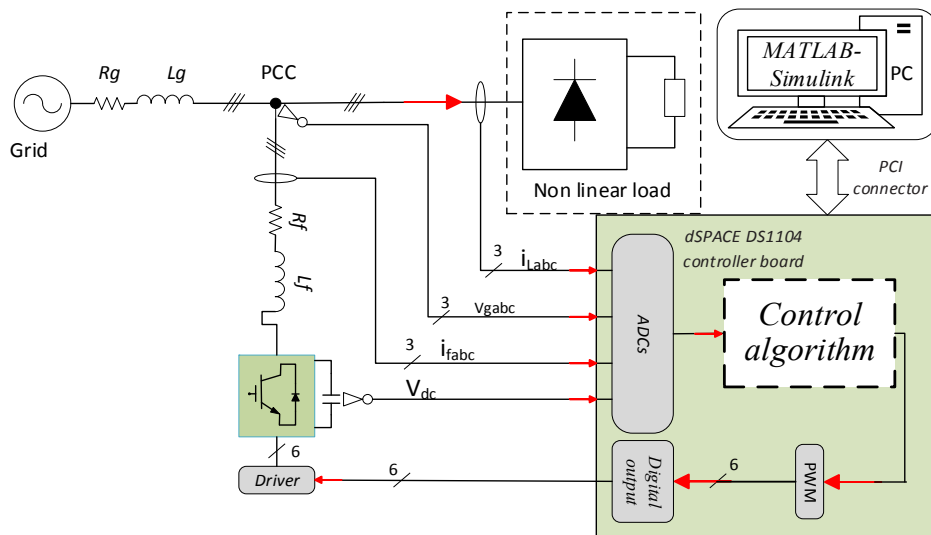 Rg
Lg
PCC
MATLAB-
Simulink
PC
Grid
Non linear load
PCI
connector
Rf
Lf
dSPACE DS1104
controller board
3
iLabc
3
Vgabc
3
ifabc
Vdc
ADCs
Control
algorithm
6
Driver
6
Digital
output
6
PWM